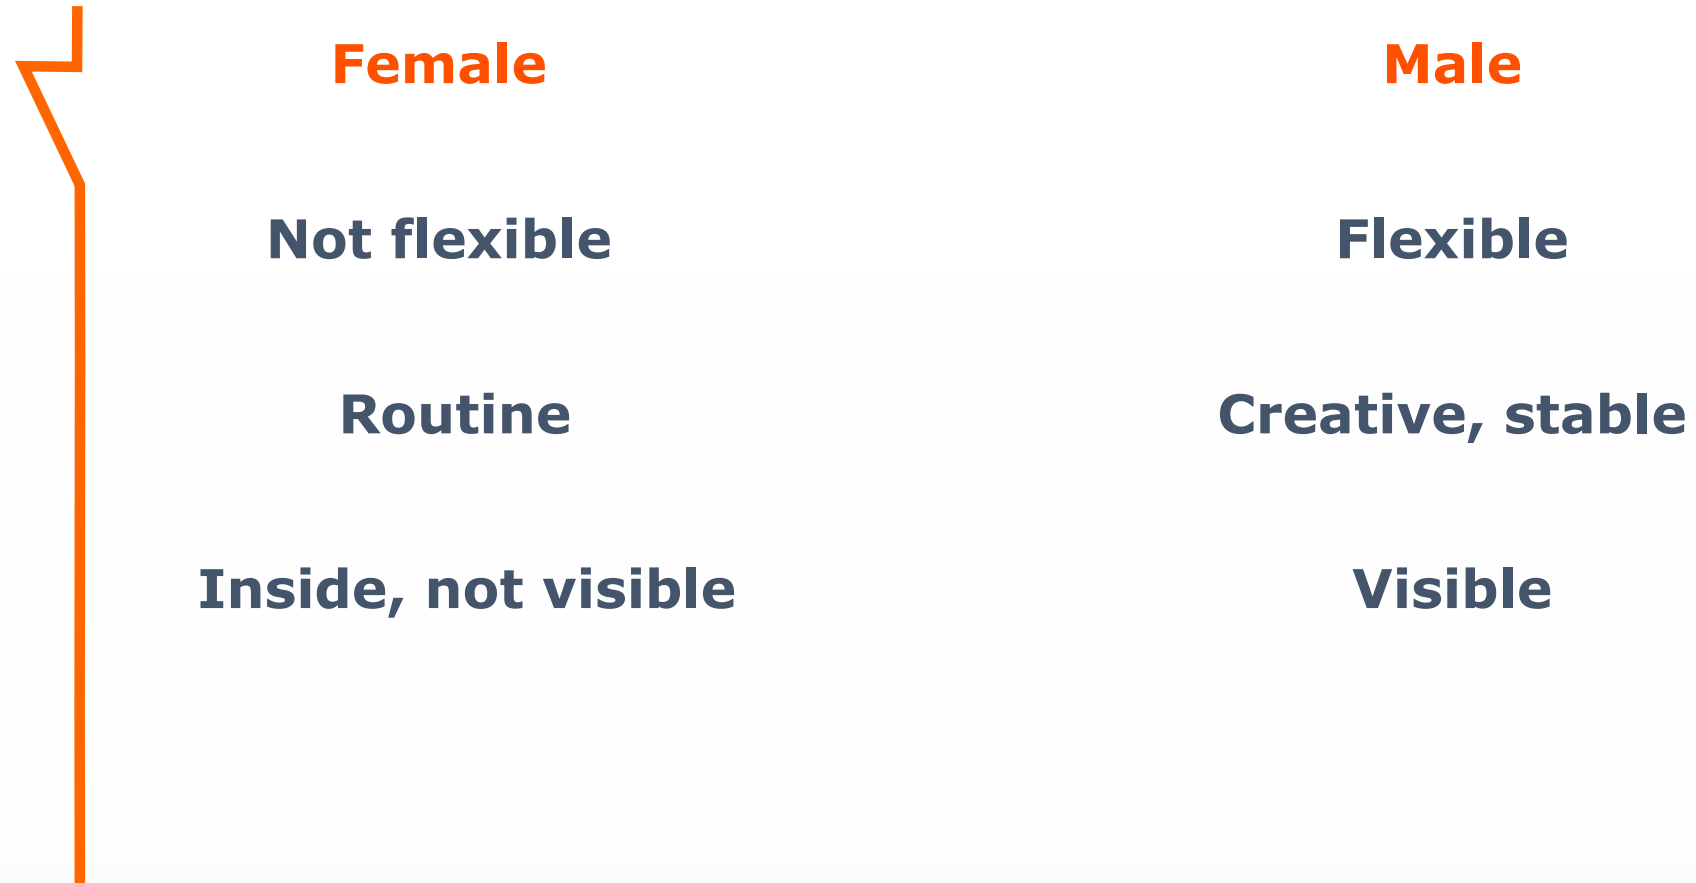 Female Male
Not flexible Flexible
Routine Creative, stable
Inside, not visible Visible